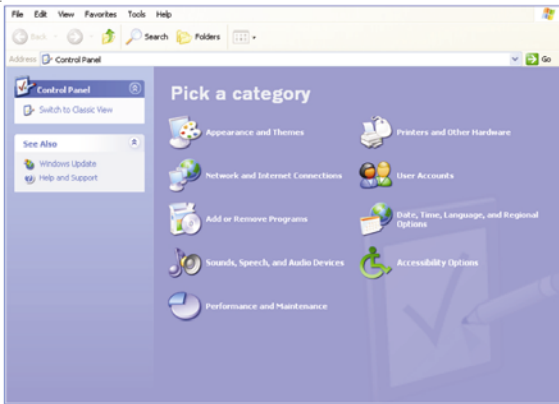 File Edit View Favorites Tools Help
Back Search Folders
Address Control Panel Go
Control Panel
Switch to Classic View
See Also
Windows Update
Help and Support
Pick a category
Appearance and Themes
Printers and Other Hardware
Network and Internet Connections
User Accounts
Add or Remove Programs
Date, Time, Language, and Regional
Options
Sounds, Speech, and Audio Devices
Accessibility Options
Performance and Maintenance